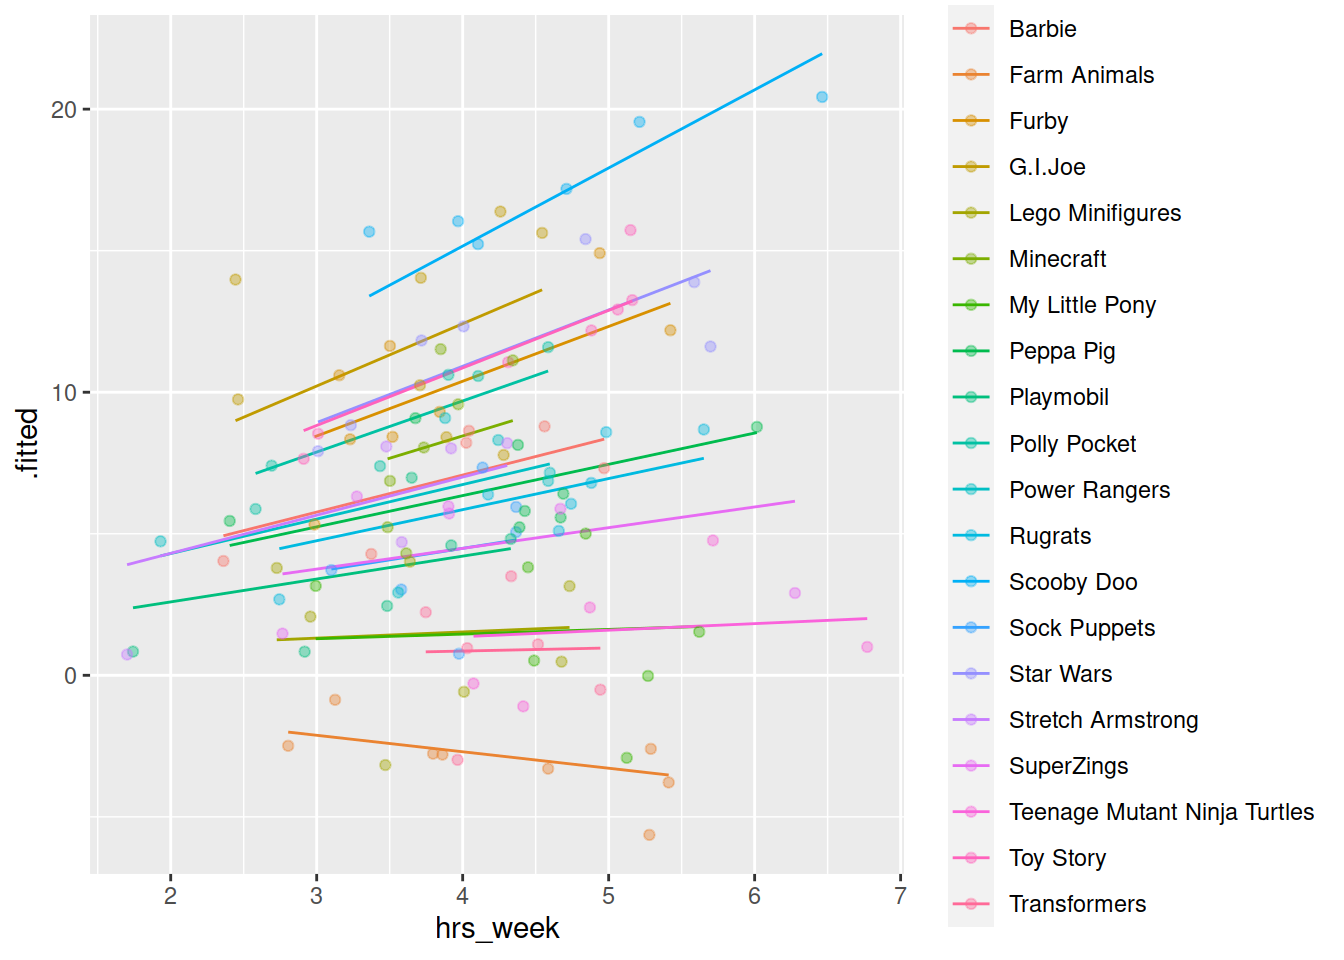 20
10
0
.fitted
2 3 4 5 6 7
hrs_week
Barbie
Farm Animals
Furby
G.I.Joe
Lego Minifigures
Minecraft
My Little Pony
Peppa Pig
Playmobil
Polly Pocket
Power Rangers
Rugrats
Scooby Doo
Sock Puppets
Star Wars
Stretch Armstrong
SuperZings
Teenage Mutant Ninja Turtles
Toy Story
Transformers